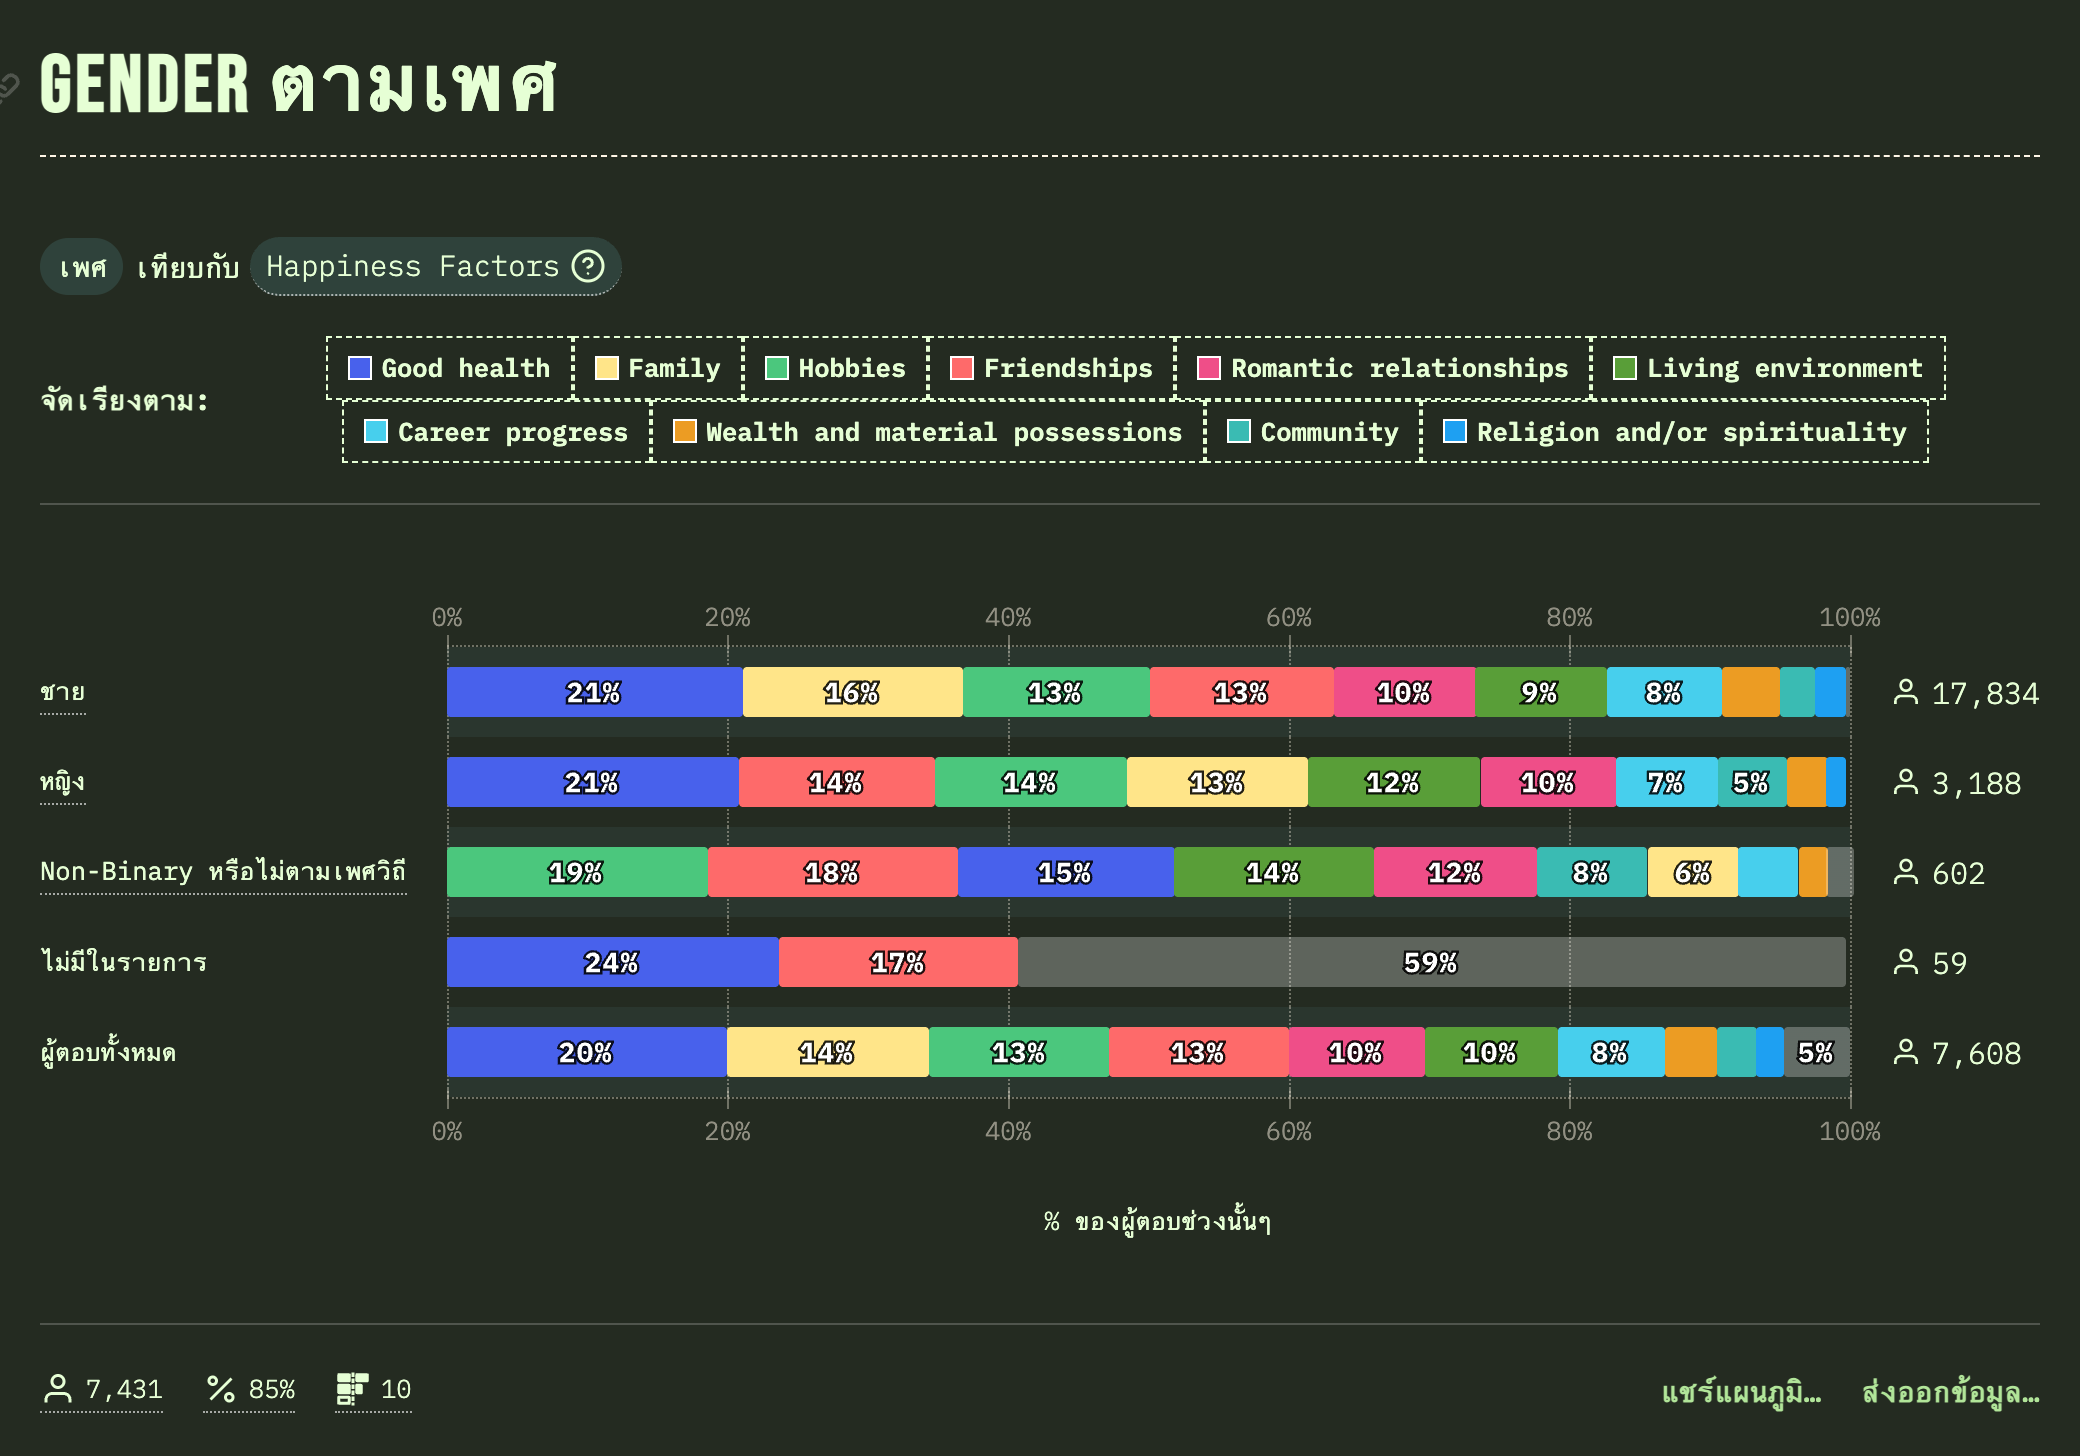 GENDER ตามเพศ
เพศ เทียบกับ Happiness Factors ?
จัดเรียงตาม:
Good health Family Hobbies Friendships Romantic relationships Living environment
Career progress Wealth and material possessions Community Religion and/or spirituality
0% 20% 40% 60% 80% 100%
ชาย 21% 16% 13% 13% 10% 9% 8% 17,834
หญิง 21% 14% 14% 13% 12% 10% 7% 5% 3,188
Non-Binary หรือไม่ตามเพศวิถี 19% 18% 15% 14% 12% 8% 6% 602
ไม่มีในรายการ 24% 17% 59% 59
ผู้ตอบทั้งหมด 20% 14% 13% 13% 10% 10% 8% 5% 7,608
0% 20% 40% 60% 80% 100%
% ของผู้ตอบช่วงนั้นๆ
7,431 % 85% 10 แชร์แผนภูมิ… ส่งออกข้อมูล…